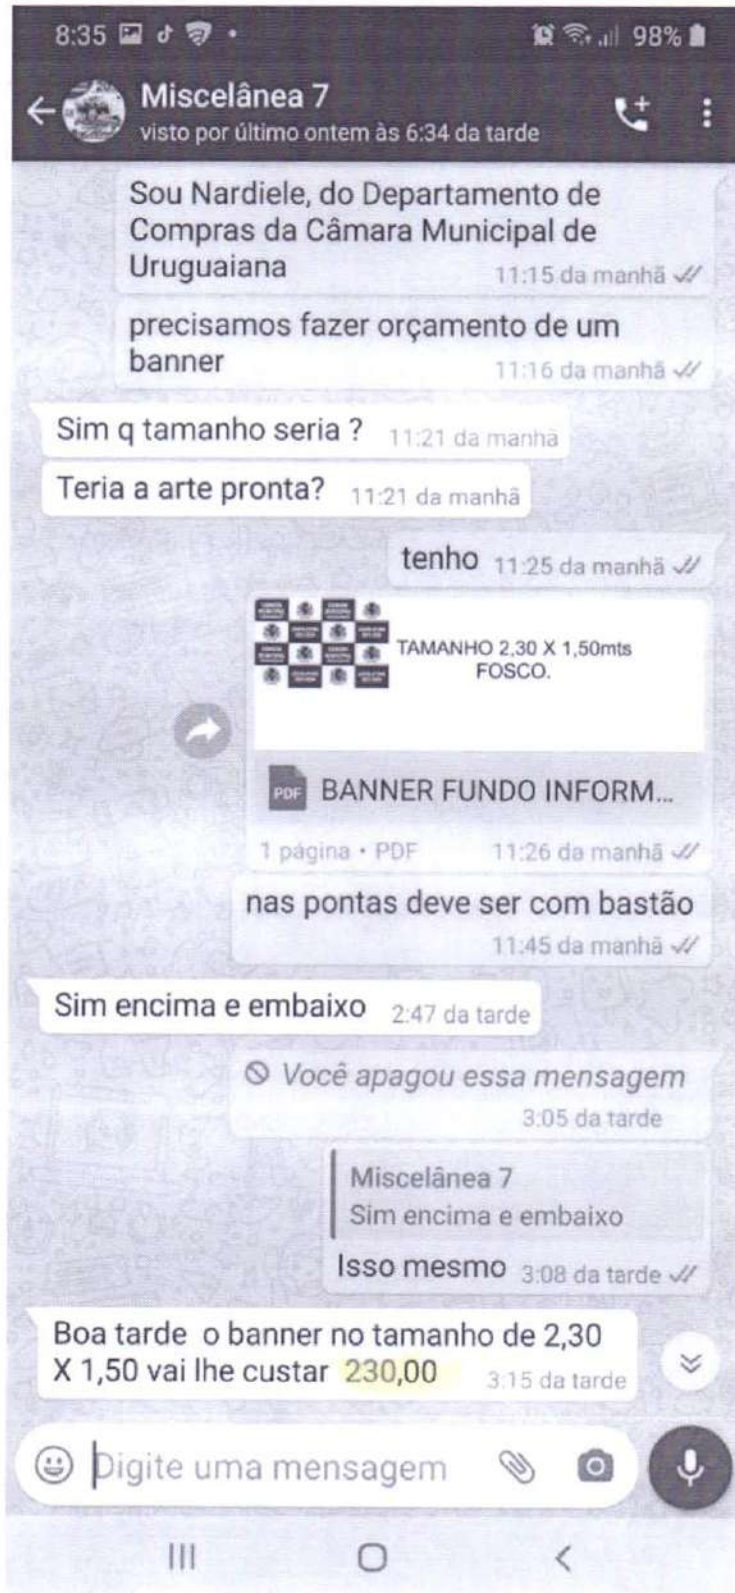 8:35
98%
Miscelânea 7
visto por último ontem às 6:34 da tarde
Sou Nardiele, do Departamento de
Compras da Câmara Municipal de
Uruguaiana
11:15 da manhã
precisamos fazer orçamento de um
banner
11:16 da manhã
Sim q tamanho seria ? 11:21 da manhã
Teria a arte pronta? 11:21 da manhã
tenho 11:25 da manhã
TAMANHO 2,30 X 1,50mts
FOSCO.
PDF BANNER FUNDO INFORM...
1 página • PDF 11:26 da manhã
nas pontas deve ser com bastão
11:45 da manhã
Sim encima e embaixo 2:47 da tarde
Você apagou essa mensagem
3:05 da tarde
Miscelânea 7
Sim encima e embaixo
Isso mesmo 3:08 da tarde
Boa tarde o banner no tamanho de 2,30
X 1,50 vai lhe custar 230,00 3:15 da tarde
Digite uma mensagem